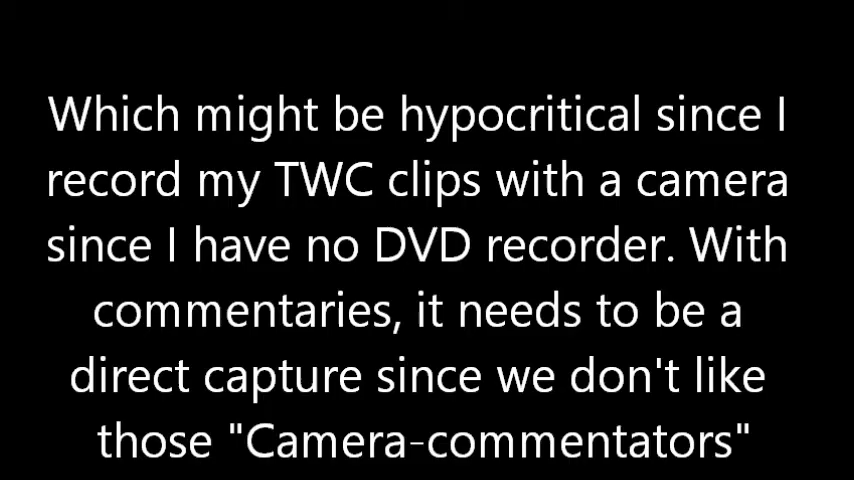 Which might be hypocritical since I
record my TWC clips with a camera
since I have no DVD recorder. With
commentaries, it needs to be a
direct capture since we don't like
those "Camera-commentators"